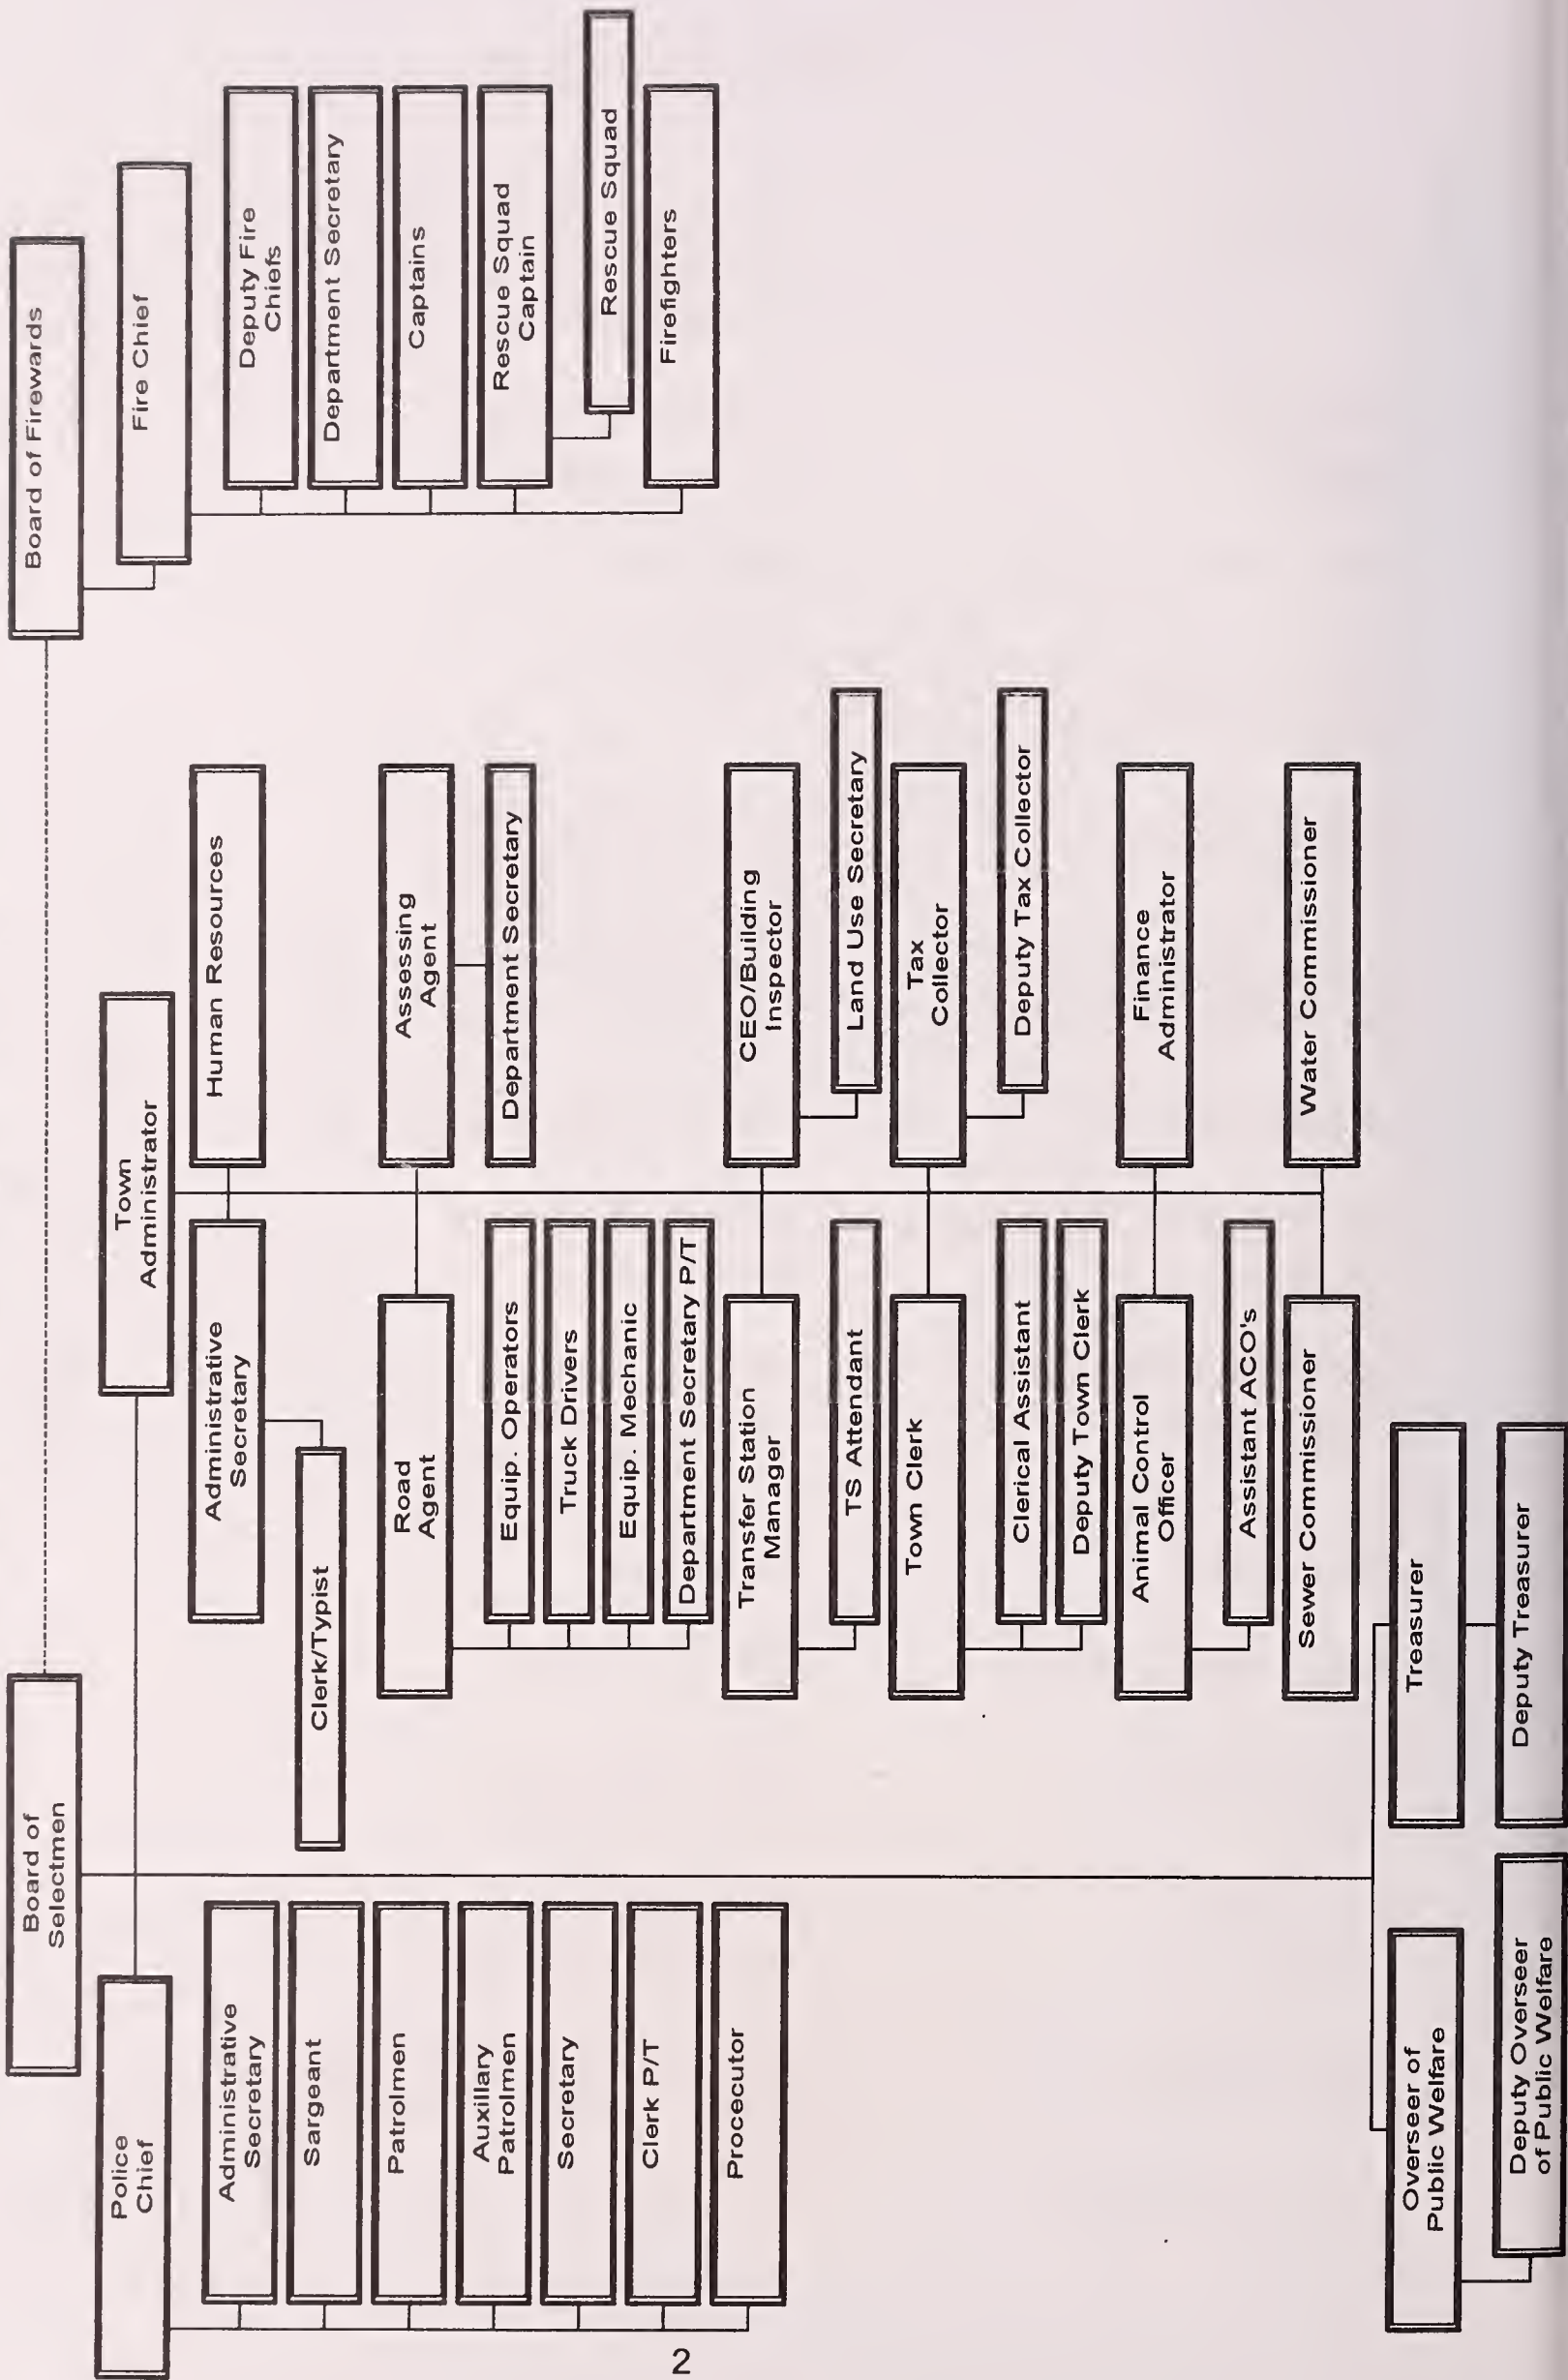 Board of
Selectmen
Board of Firewards
Police
Chief
Administrative
Secretary
Sargeant
Patrolmen
Auxillary
Patrolmen
Secretary
Clerk P/T
Procecutor
Town
Administrator
Administrative
Secretary
Clerk/Typist
Human Resources
Road
Agent
Equip. Operators
Truck Drivers
Equip. Mechanic
Department Secretary P/T
Assessing
Agent
Department Secretary
Transfer Station
Manager
TS Attendant
CEO/Building
Inspector
Land Use Secretary
Town Clerk
Clerical Assistant
Deputy Town Clerk
Tax
Collector
Deputy Tax Collector
Animal Control
Officer
Assistant ACO's
Finance
Administrator
Sewer Commissioner
Water Commissioner
Fire Chief
Deputy Fire
Chiefs
Department Secretary
Captains
Rescue Squad
Captain
Rescue Squad
Firefighters
Overseer of
Public Welfare
Deputy Overseer
of Public Welfare
Treasurer
Deputy Treasurer
2